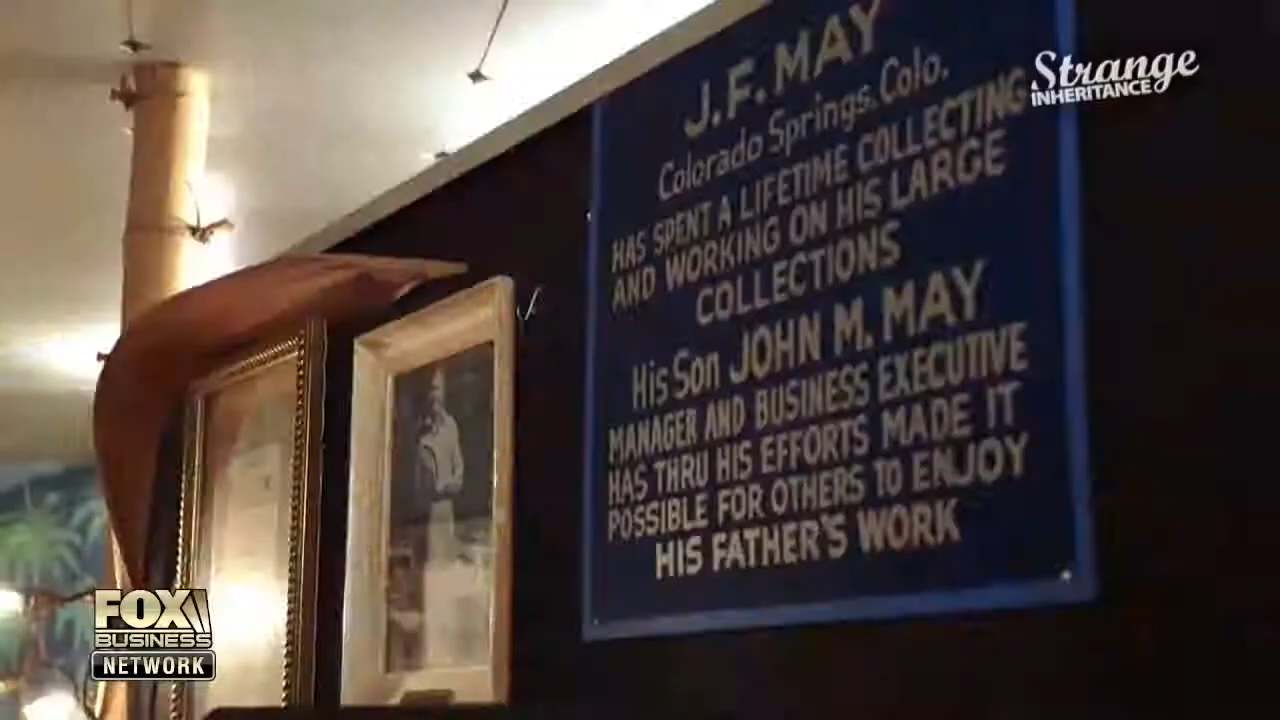 Strange
INHERITANCE
J.F. MAY
Colorado Springs, Colo.
HAS SPENT A LIFETIME COLLECTING
AND WORKING ON HIS LARGE
COLLECTIONS
His Son JOHN M. MAY
MANAGER AND BUSINESS EXECUTIVE
HAS THRU HIS EFFORTS MADE IT
POSSIBLE FOR OTHERS TO ENJOY
HIS FATHER'S WORK
FOX
BUSINESS
NETWORK